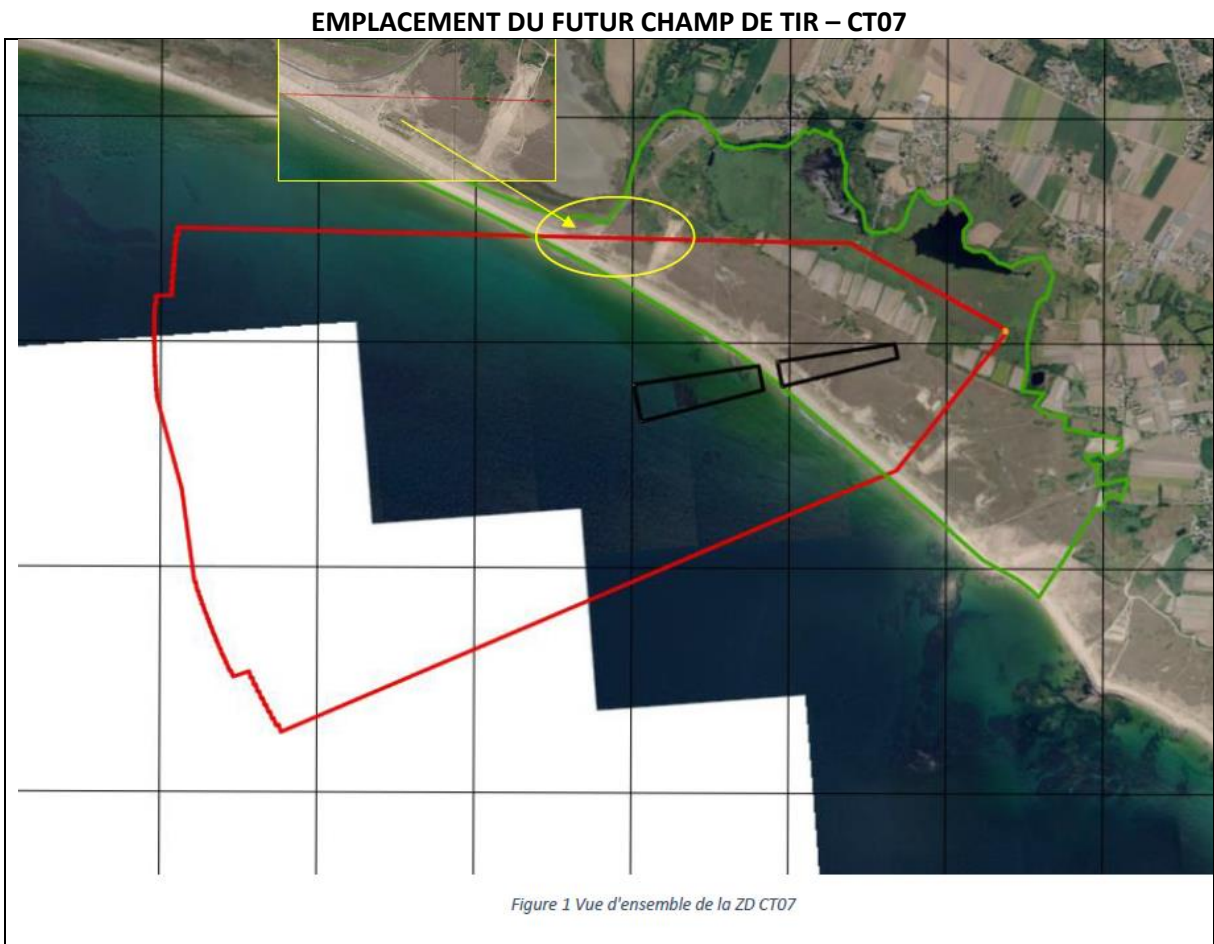 EMPLACEMENT DU FUTUR CHAMP DE TIR – CT07
Figure 1 Vue d'ensemble de la ZD CT07